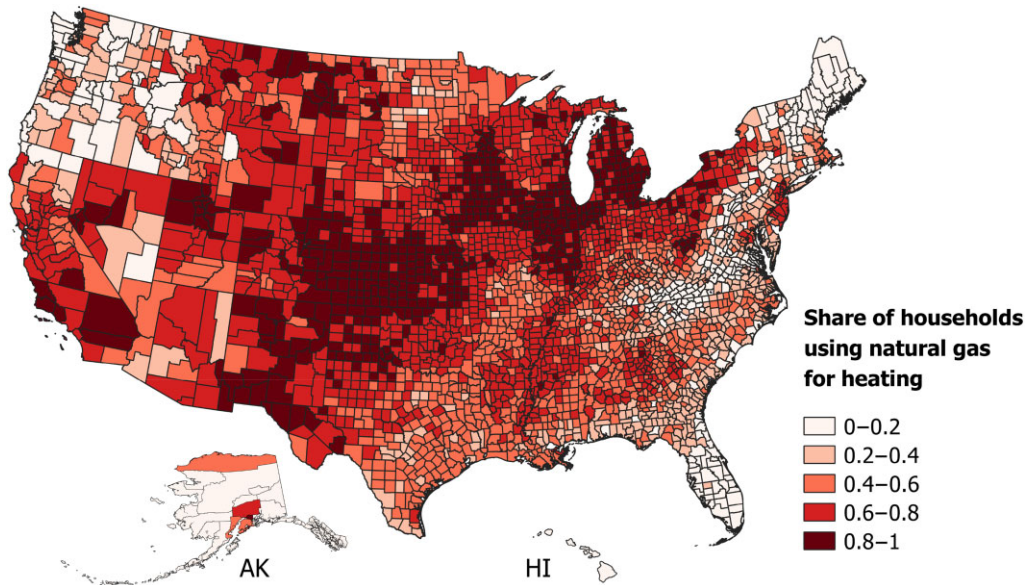 Share of households
using natural gas
for heating
0–0.2
0.2–0.4
0.4–0.6
0.6–0.8
0.8–1
AK
HI